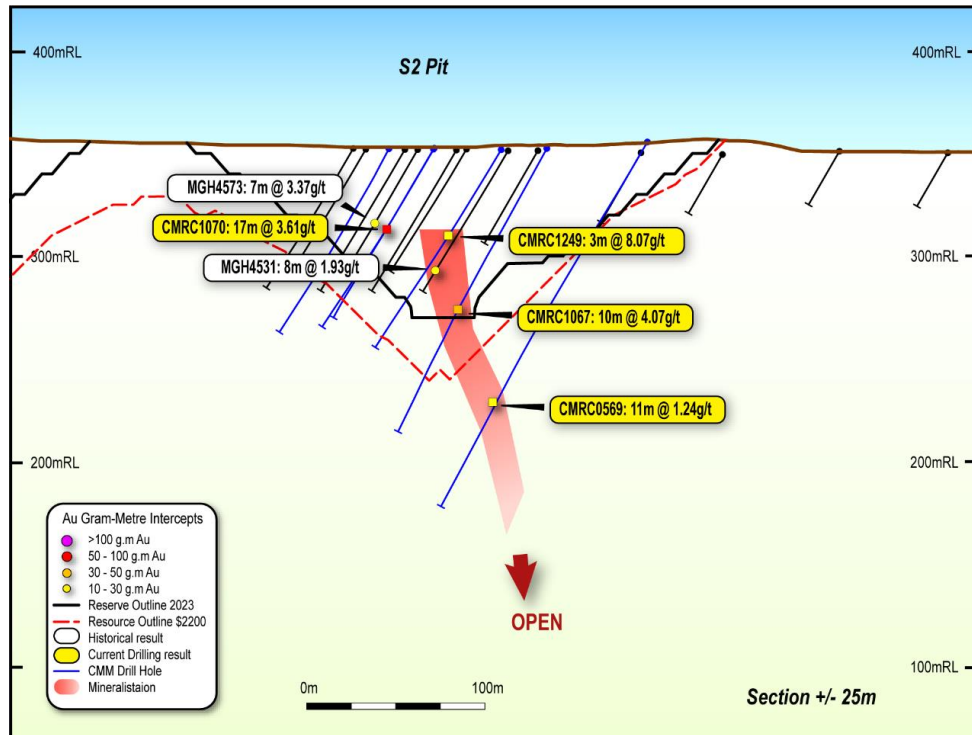 400mRL
400mRL
S2 Pit
MGH4573: 7m @ 3.37g/t
CMRC1070: 17m @ 3.61g/t
CMRC1249: 3m @ 8.07g/t
300mRL
300mRL
MGH4531: 8m @ 1.93g/t
CMRC1067: 10m @ 4.07g/t
CMRC0569: 11m @ 1.24g/t
200mRL
200mRL
Au Gram-Metre Intercepts
>100 g.m Au
50 - 100 g.m Au
30 - 50 g.m Au
10 - 30 g.m Au
Reserve Outline 2023
Resource Outline $2200
Historical result
Current Drilling result
CMM Drill Hole
Mineralistaion
OPEN
100mRL
0m
100m
Section +/- 25m